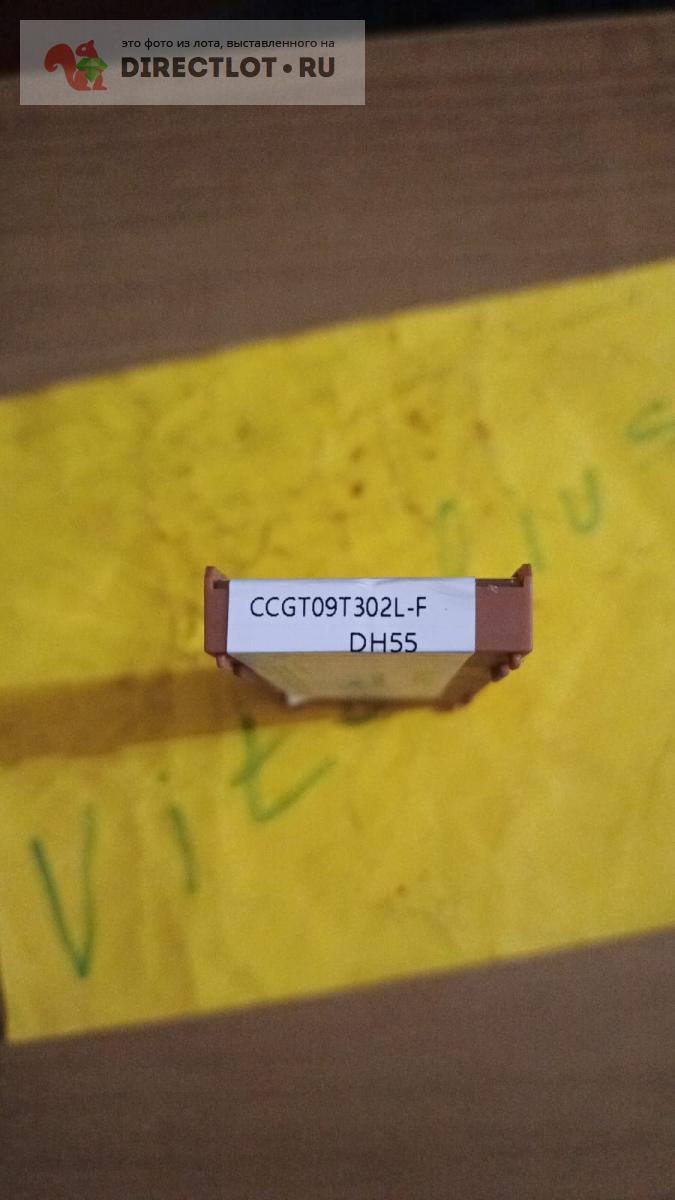 это фото из лота, выставленного на
DIRECTLOT.RU
CCGT09T302L-F
DH55